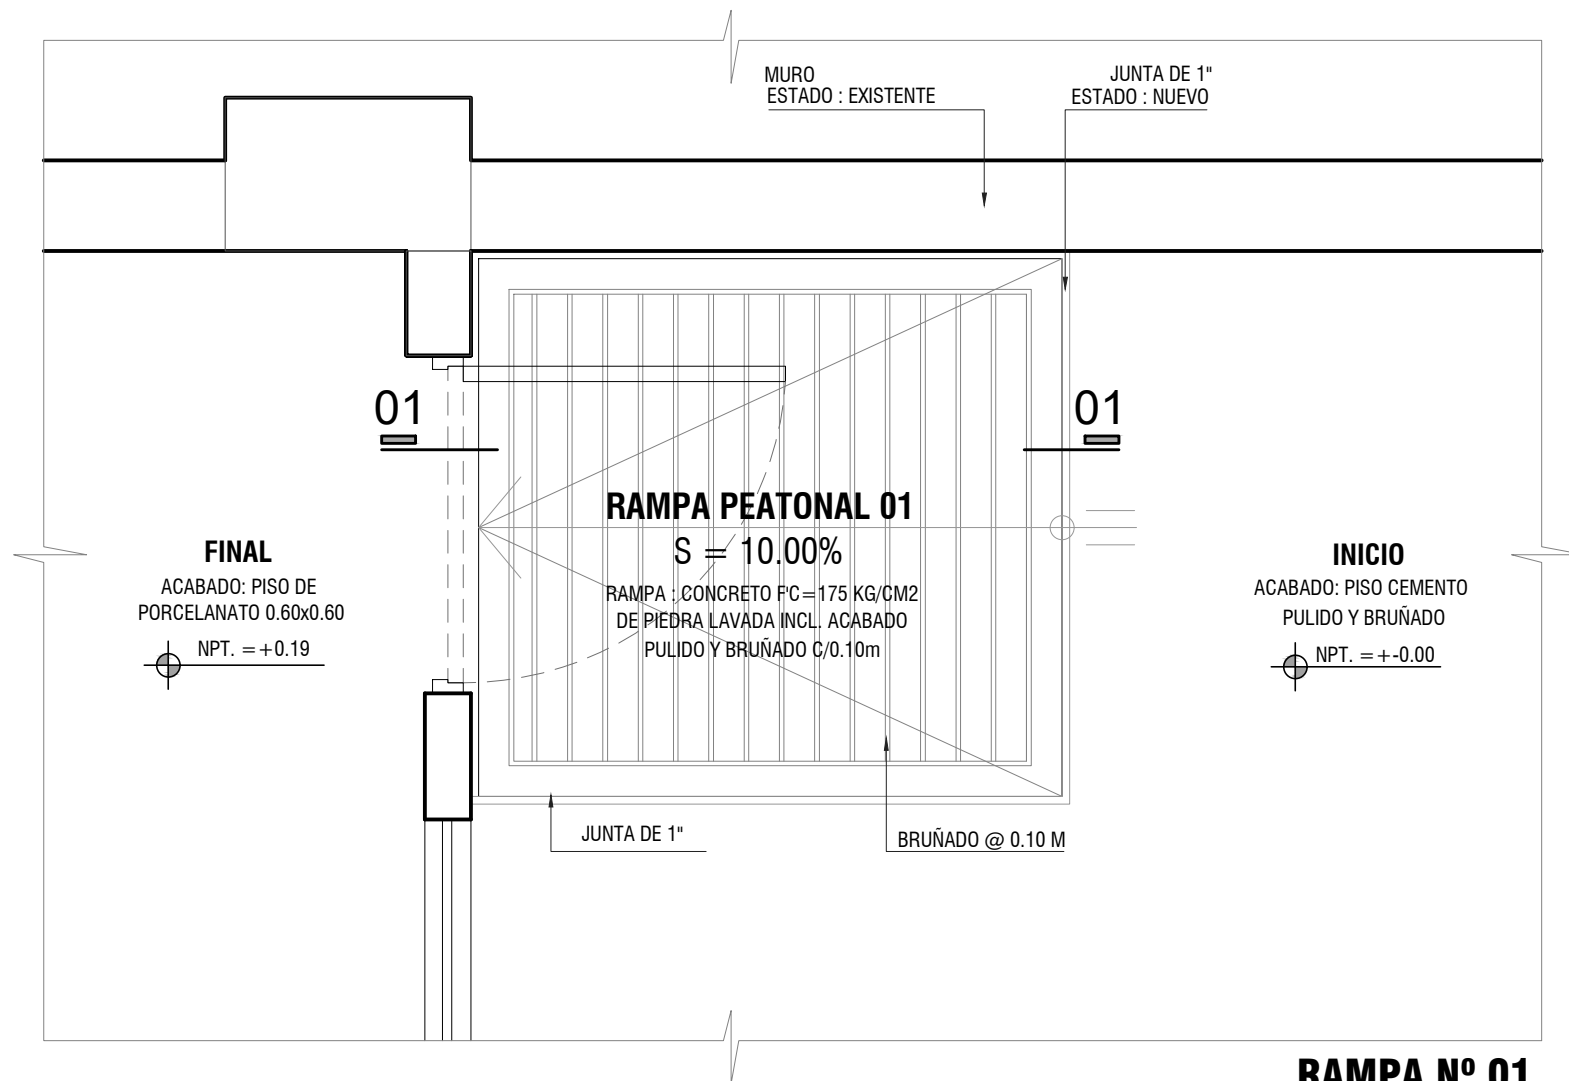 MURO
ESTADO : EXISTENTE
JUNTA DE 1"
ESTADO : NUEVO
01
01
RAMPA PEATONAL 01
S = 10.00%
RAMPA : CONCRETO F'C=175 KG/CM2
DE PIEDRA LAVADA INCL. ACABADO
PULIDO Y BRUÑADO C/0.10m
FINAL
ACABADO: PISO DE
PORCELANATO 0.60x0.60
NPT. =+0.19
INICIO
ACABADO: PISO CEMENTO
PULIDO Y BRUÑADO
NPT. =+-0.00
JUNTA DE 1"
BRUÑADO @ 0.10 M
RAMPA Nº 01